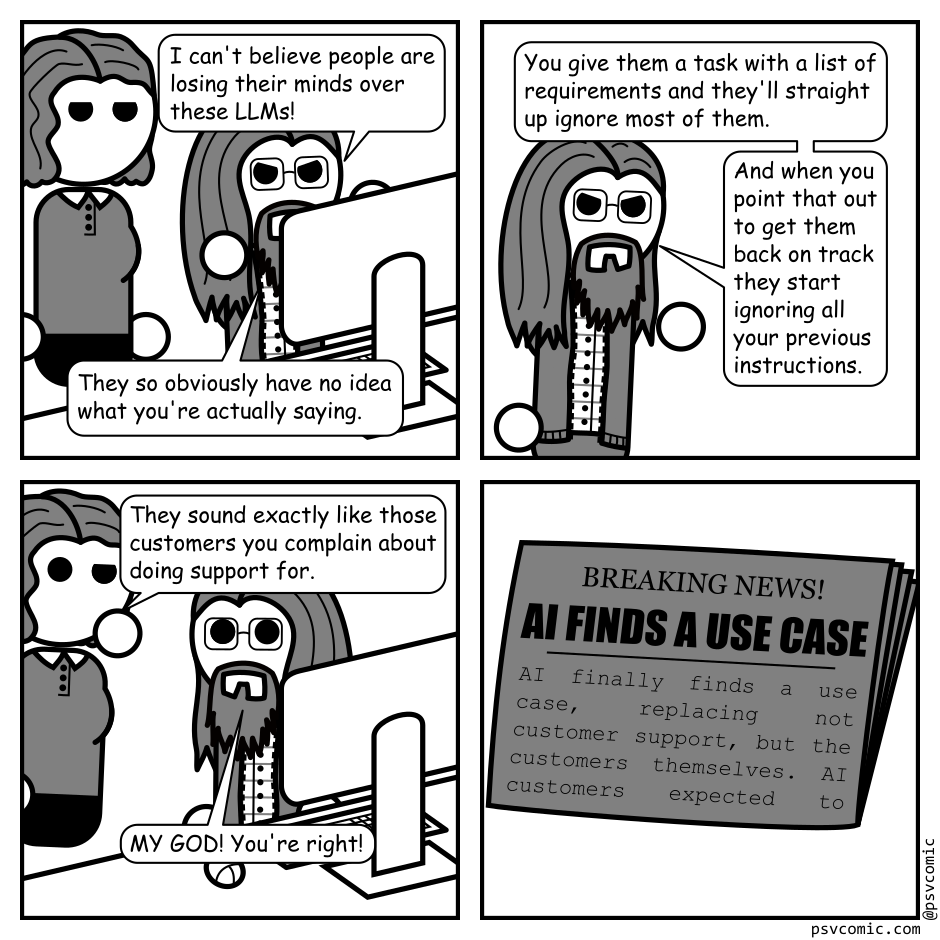 I can't believe people are
losing their minds over
these LLMs!
They so obviously have no idea
what you're actually saying.
You give them a task with a list of
requirements and they'll straight
up ignore most of them.
And when you
point that out
to get them
back on track
they start
ignoring all
your previous
instructions.
They sound exactly like those
customers you complain about
doing support for.
MY GOD! You're right!
BREAKING NEWS!
AI FINDS A USE CASE
AI finally finds a use
case, replacing not
customer support, but the
customers themselves. AI
customers expected to
@psvcomic
psvcomic.com